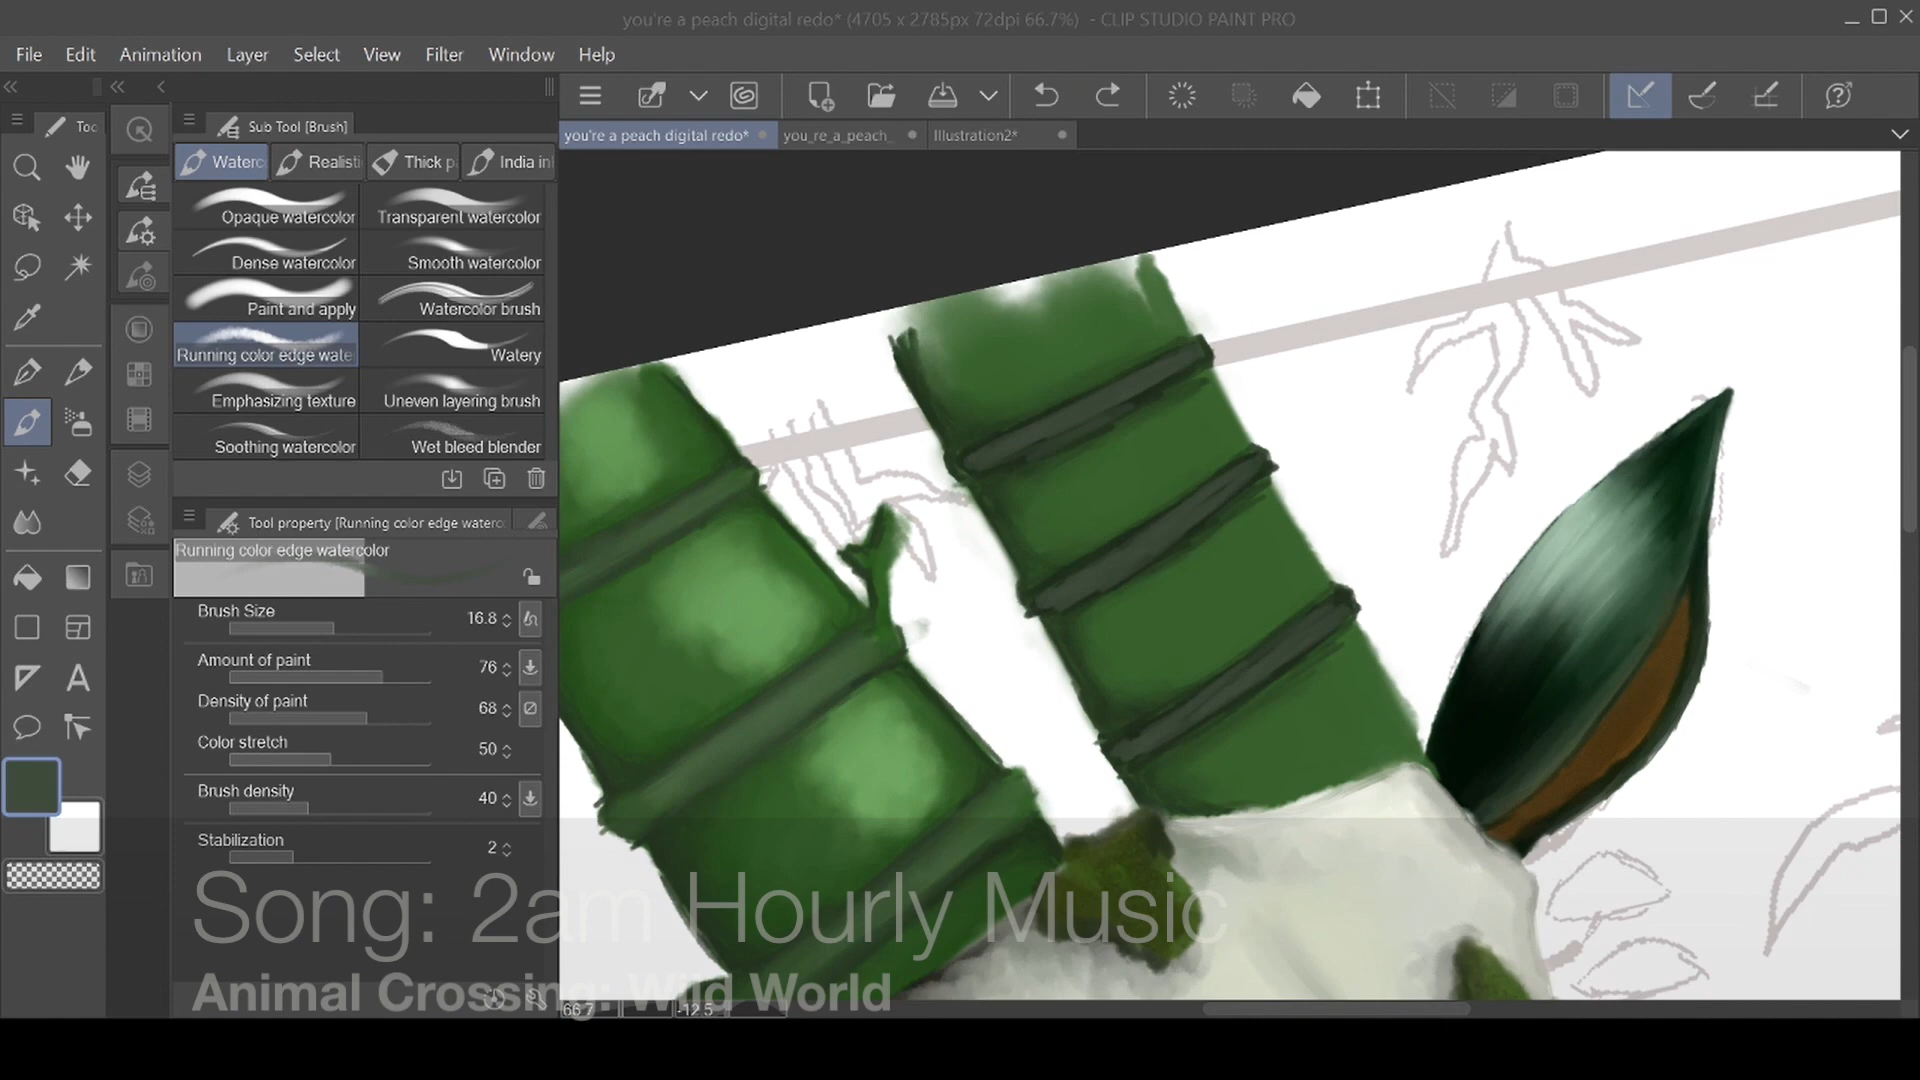 you're a peach digital redo* (4705 x 2785px 72dpi 66.7%) - CLIP STUDIO PAINT PRO
File Edit Animation Layer Select View Filter Window Help
Too Sub Tool [Brush]
you're a peach digital redo* you_re_a_peach_ Illustration2*
Waterc Realisti Thick p India in
Opaque watercolor Transparent watercolor
Dense watercolor Smooth watercolor
Paint and apply Watercolor brush
Running color edge wate Watery
Emphasizing texture Uneven layering brush
Soothing watercolor Wet bleed blender
Tool property [Running color edge waterc
Running color edge watercolor
Brush Size 16.8
Amount of paint 76
Density of paint 68
Color stretch 50
Brush density 40
Stabilization 2
A
Song: 2am Hourly Music
Animal Crossing: Wild World
66.7 -12.5